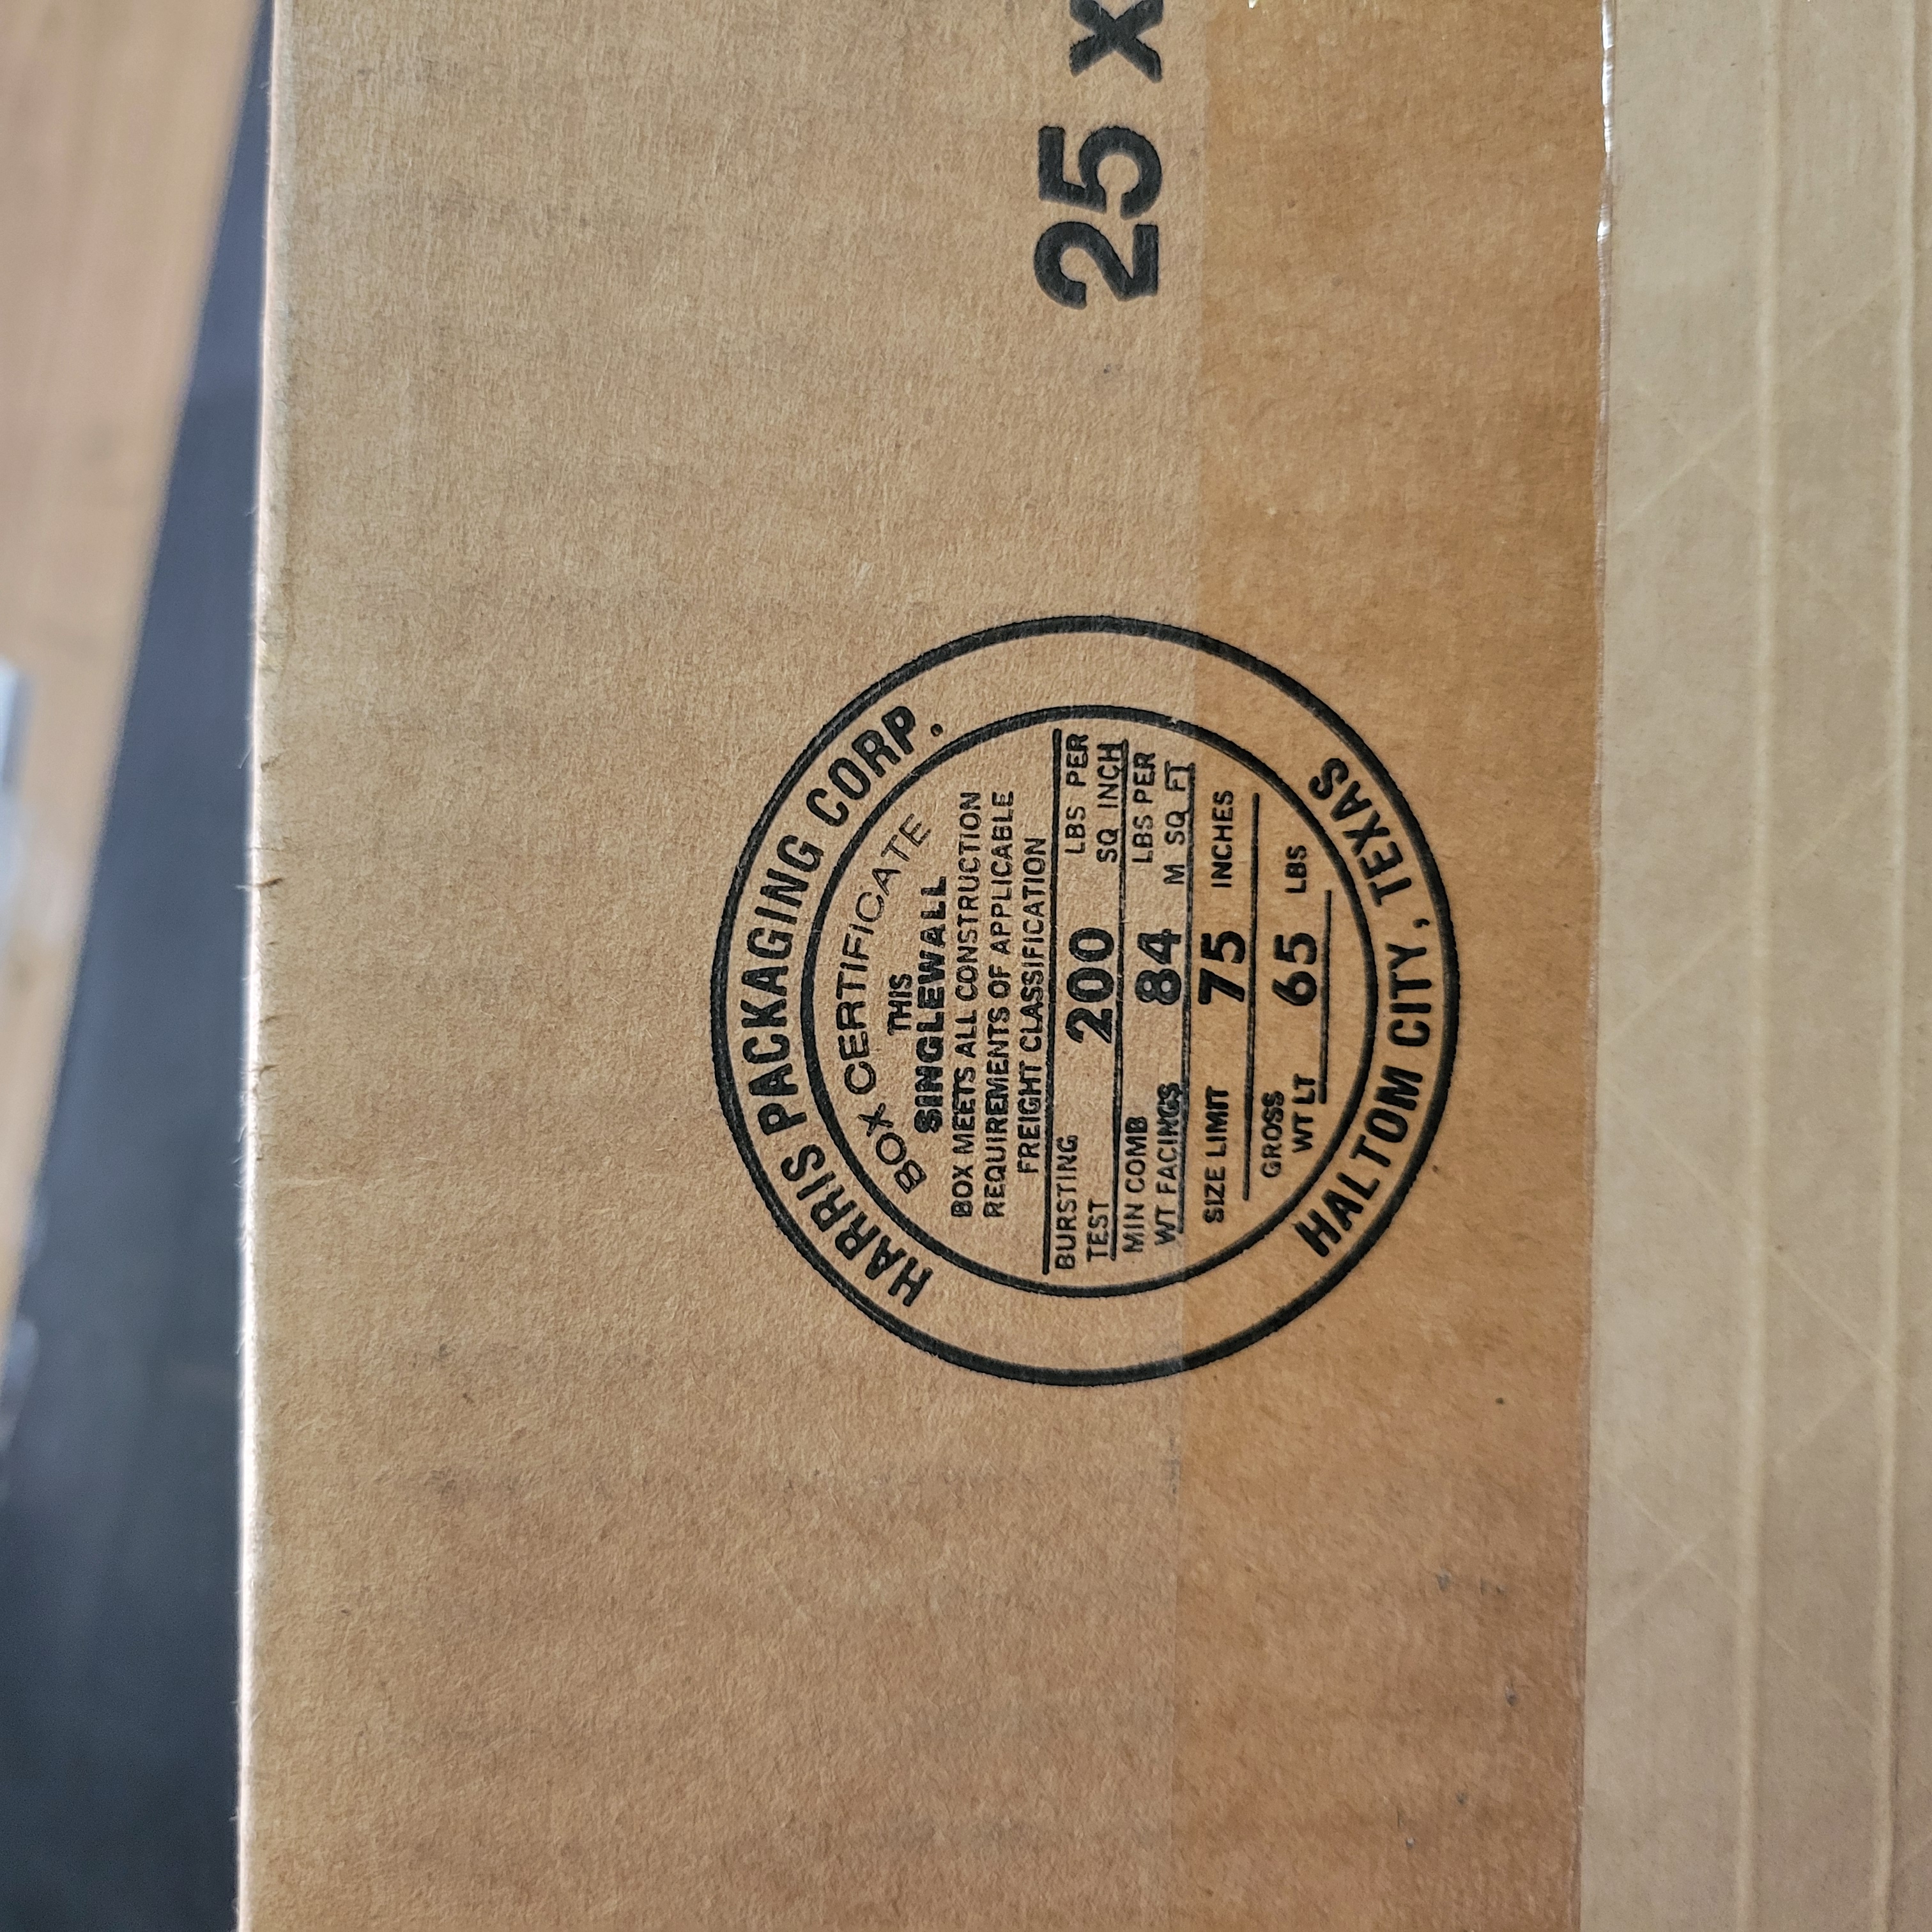 HARRIS PACKAGING CORP.
BOX CERTIFICATE
THIS
SINGLEWALL
BOX MEETS ALL CONSTRUCTION
REQUIREMENTS OF APPLICABLE
FREIGHT CLASSIFICATION
BURSTING TEST 200 LBS PER SQ INCH
MIN COMB WT FACINGS 84 LBS PER M SQ FT
SIZE LIMIT 75 INCHES
GROSS WT LT 65 LBS
HALTOM CITY, TEXAS
25 x